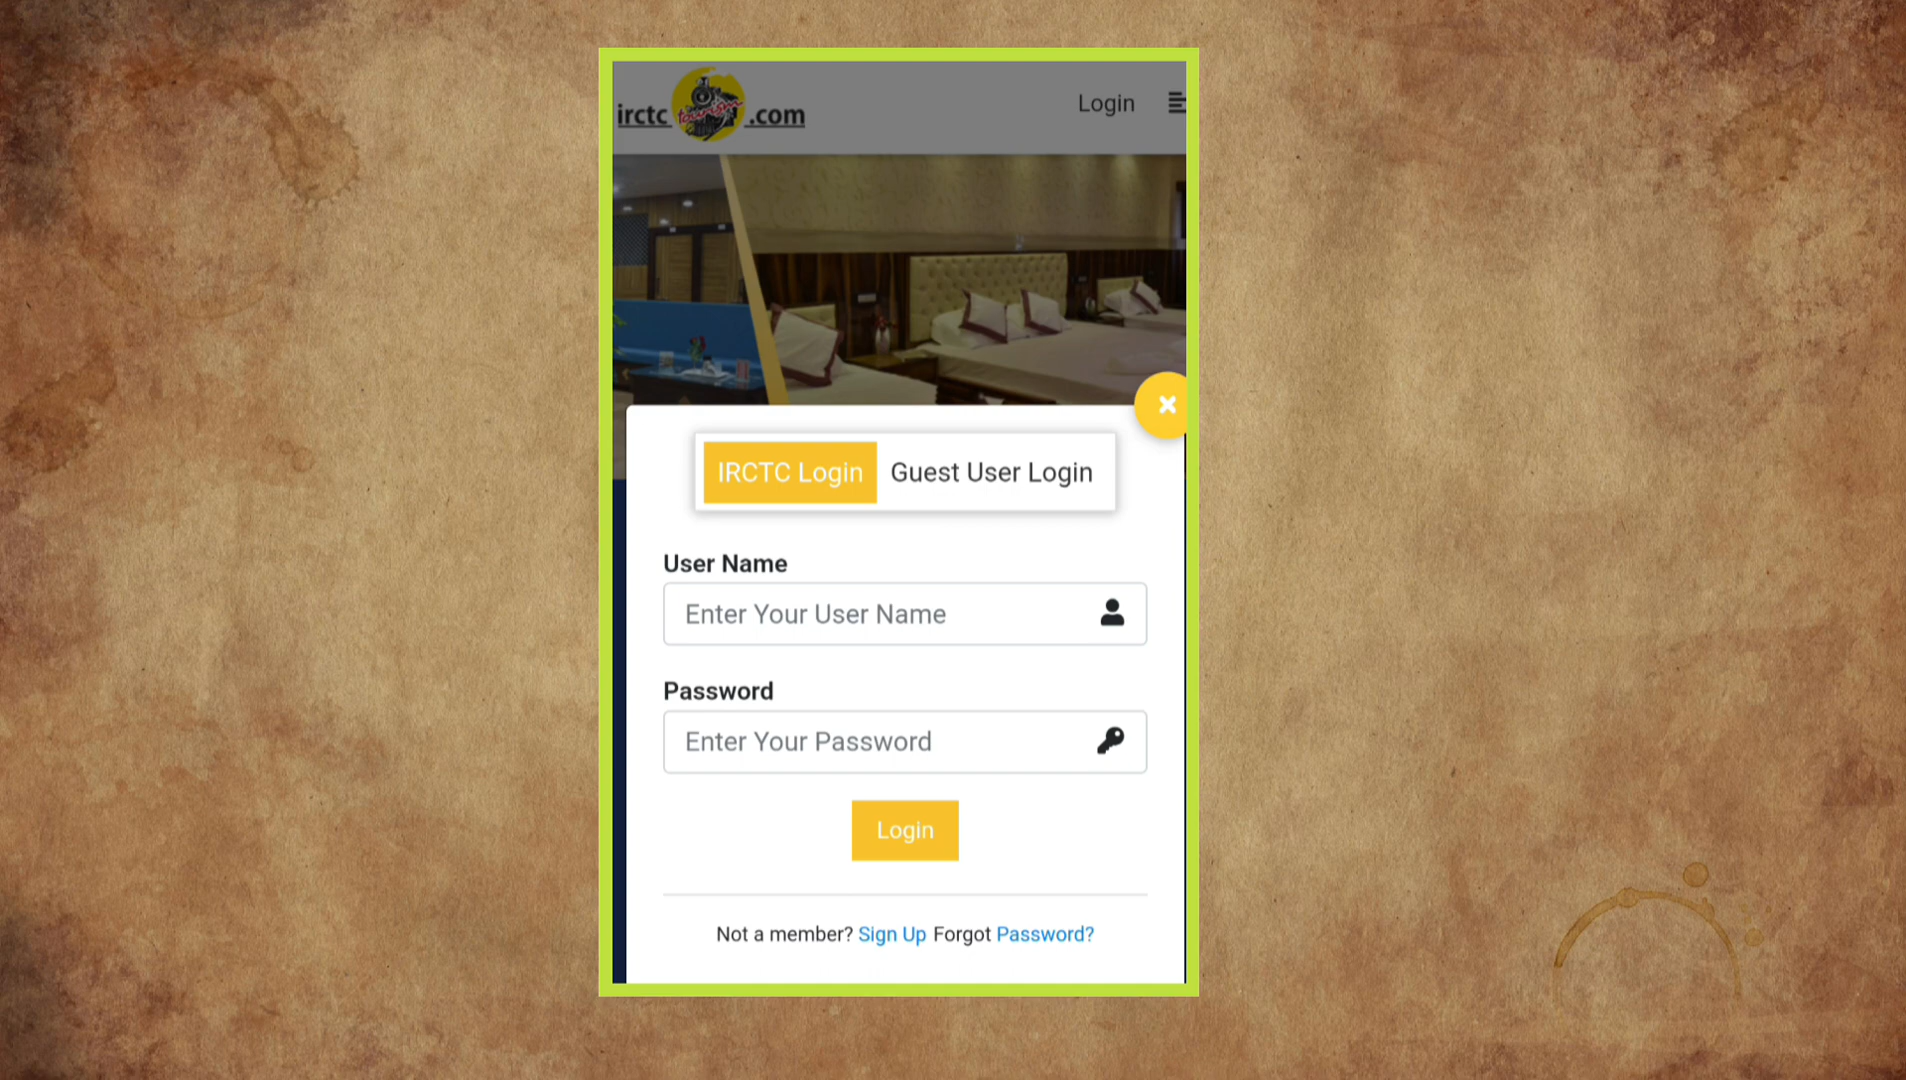 irctc tourism .com
Login
IRCTC Login Guest User Login
User Name
Enter Your User Name
Password
Enter Your Password
Login
Not a member? Sign Up Forgot Password?